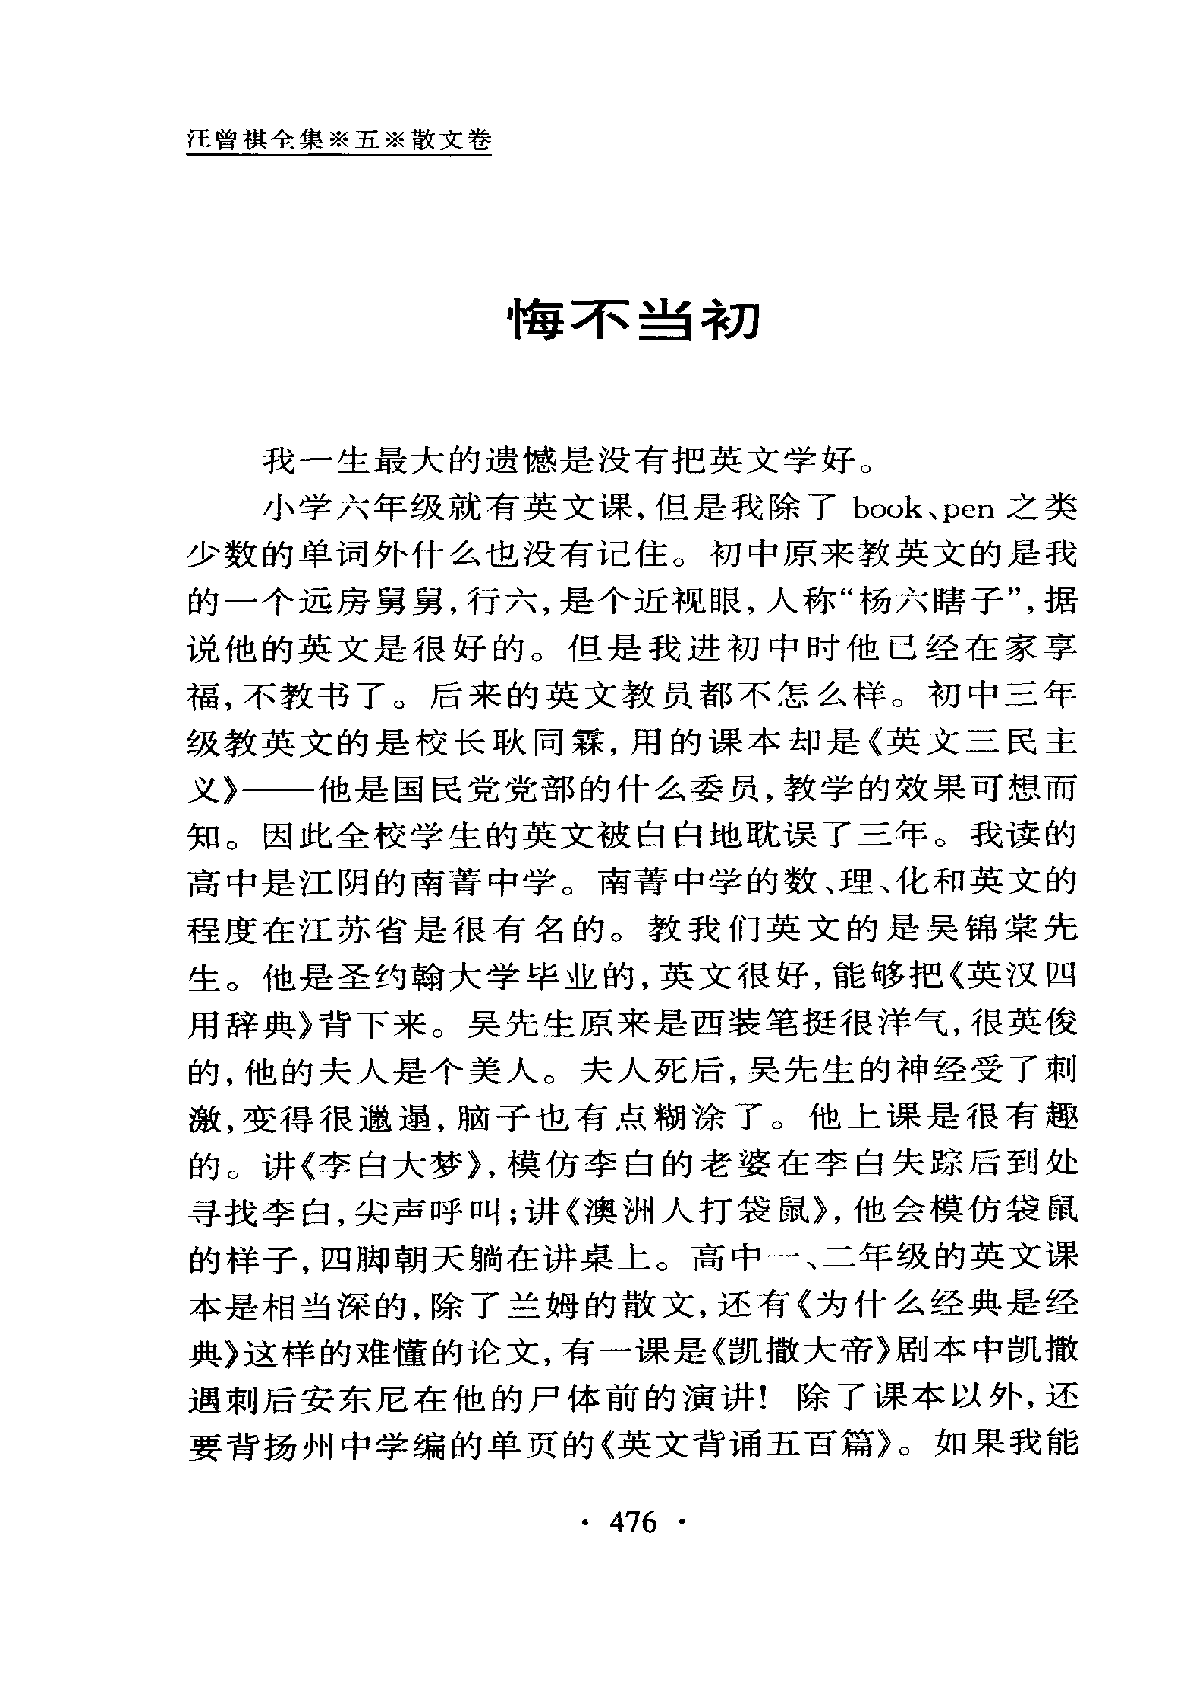 汪曾祺全集※五※散文卷
悔不当初
我一生最大的遗憾是没有把英文学好。
小学六年级就有英文课,但是我除了 book、pen 之类
少数的单词外什么也没有记住。初中原来教英文的是我
的一个远房舅舅,行六,是个近视眼,人称“杨六瞎子”,据
说他的英文是很好的。但是我进初中时他已经在家享
福,不教书了。后来的英文教员都不怎么样。初中三年
级教英文的是校长耿同霖,用的课本却是《英文三民主
义》——他是国民党党部的什么委员,教学的效果可想而
知。因此全校学生的英文被白白地耽误了三年。我读的
高中是江阴的南菁中学。南菁中学的数、理、化和英文的
程度在江苏省是很有名的。教我们英文的是吴锦棠先
生。他是圣约翰大学毕业的,英文很好,能够把《英汉四
用辞典》背下来。吴先生原来是西装笔挺很洋气,很英俊
的,他的夫人是个美人。夫人死后,吴先生的神经受了刺
激,变得很邋遢,脑子也有点糊涂了。他上课是很有趣
的。讲《李白大梦》,模仿李白的老婆在李白失踪后到处
寻找李白,尖声呼叫;讲《澳洲人打袋鼠》,他会模仿袋鼠
的样子,四脚朝天躺在讲桌上。高中一、二年级的英文课
本是相当深的,除了兰姆的散文,还有《为什么经典是经
典》这样的难懂的论文,有一课是《凯撒大帝》剧本中凯撒
遇刺后安东尼在他的尸体前的演讲!除了课本以外,还
要背扬州中学编的单页的《英文背诵五百篇》。如果我能
· 476 ·